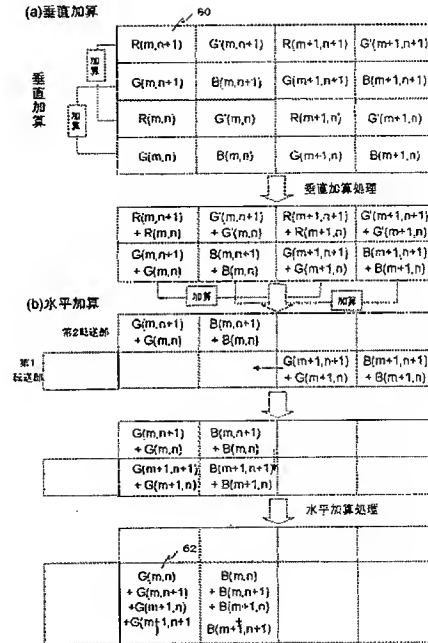 (a)垂直加算
60
R(m,n+1) G'(m,n+1) R(m+1,n+1) G'(m+1,n+1)
加算
垂直加算
G(m,n+1) B(m,n+1) G(m+1,n+1) B(m+1,n+1)
加算
R(m,n) G'(m,n) R(m+1,n) G'(m+1,n)
G(m,n) B(m,n) G(m+1,n) B(m+1,n)
垂直加算処理
R(m,n+1) G'(m,n+1) R(m+1,n+1) G'(m+1,n+1)
+ R(m,n) + G'(m,n) + R(m+1,n) + G'(m+1,n)
G(m,n+1) B(m,n+1) G(m+1,n+1) B(m+1,n+1)
+ G(m,n) + B(m,n) + G(m+1,n) + B(m+1,n)
加算 加算
(b)水平加算
第2転送部
G(m,n+1) B(m,n+1)
+ G(m,n) + B(m,n)
第1転送部
G(m+1,n+1) B(m+1,n+1)
+ G(m+1,n) + B(m+1,n)
G(m,n+1) B(m,n+1)
+ G(m,n) + B(m,n)
G(m+1,n+1) B(m+1,n+1)
+ G(m+1,n) + B(m+1,n)
水平加算処理
62
G(m,n) B(m,n)
+ G(m,n+1) + B(m,n+1)
+G(m+1,n) + B(m+1,n)
+G(m+1,n+1 +
) B(m+1,n+1)